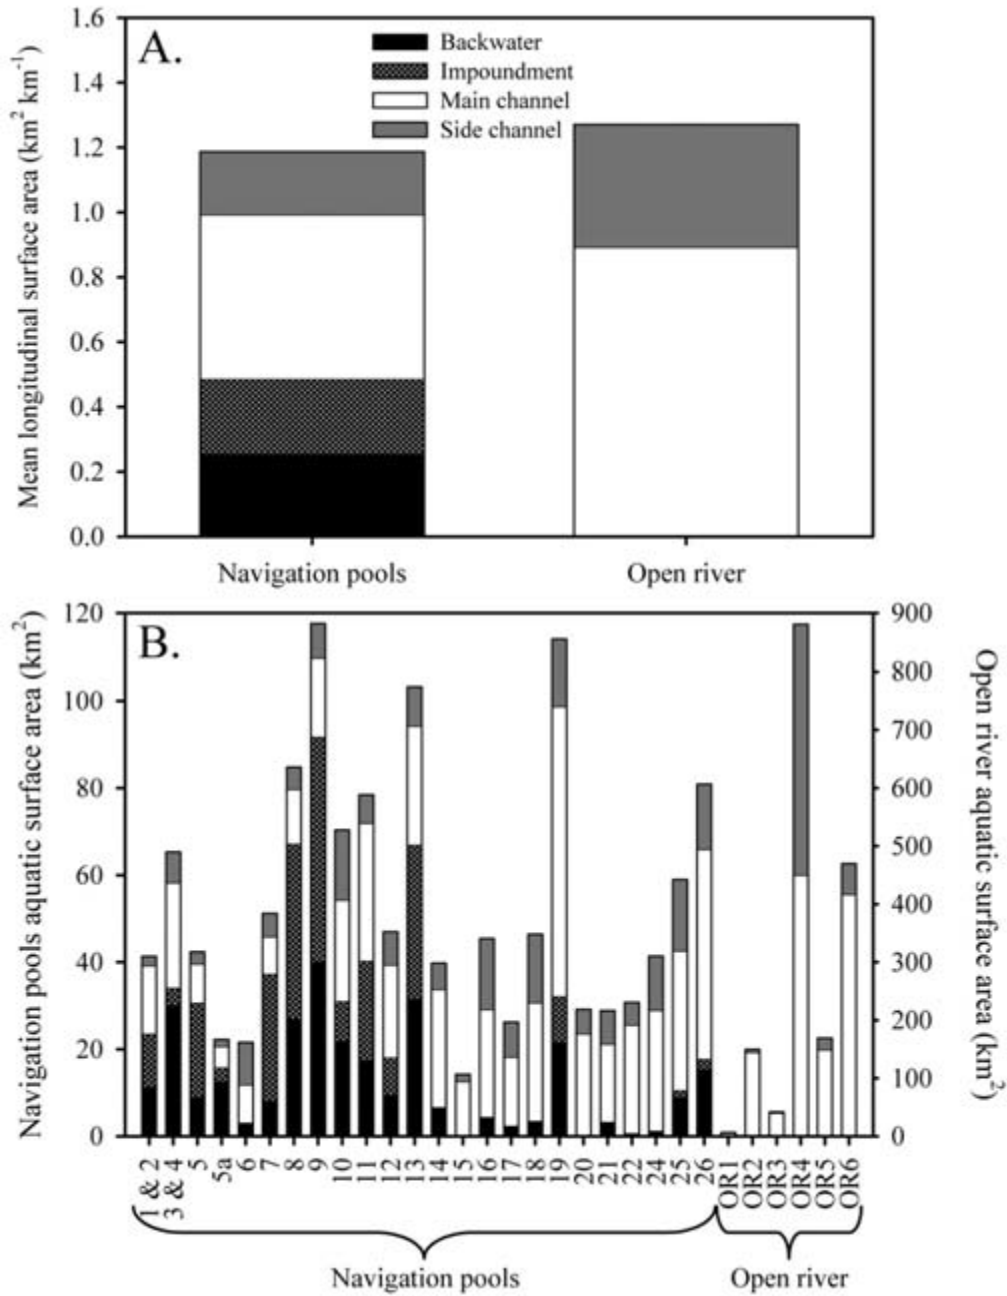 A.
Backwater
Impoundment
Main channel
Side channel
Mean longitudinal surface area (km² km⁻¹)
1.6
1.4
1.2
1.0
0.8
0.6
0.4
0.2
0.0
Navigation pools
Open river
B.
Navigation pools aquatic surface area (km²)
120
100
80
60
40
20
0
900
800
700
600
500
400
300
200
100
0
Open river aquatic surface area (km²)
1 & 2
3 & 4
5
5a
6
7
8
9
10
11
12
13
14
15
16
17
18
19
20
21
22
24
25
26
OR1
OR2
OR3
OR4
OR5
OR6
Navigation pools
Open river